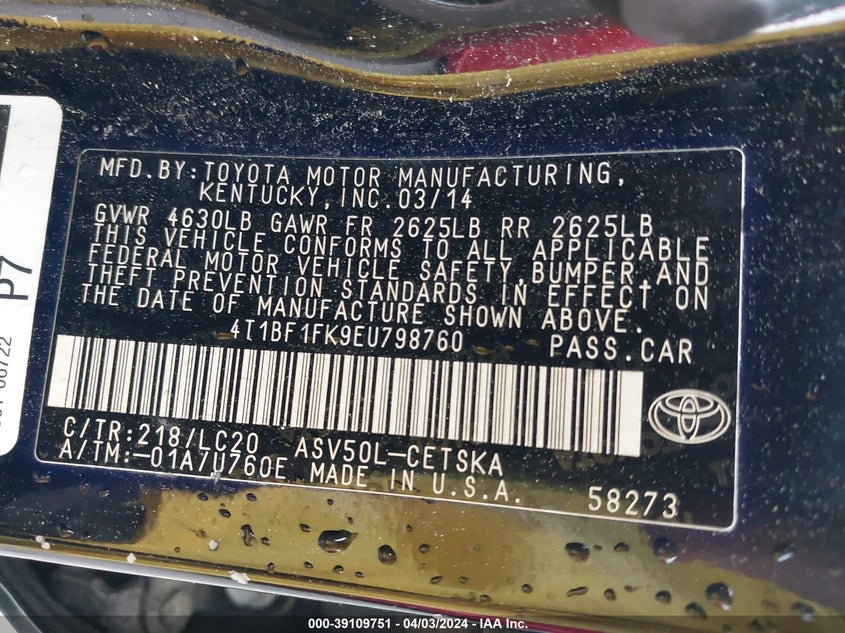 MFD.BY:TOYOTA MOTOR MANUFACTURING,
KENTUCKY,INC.03/14
GVWR 4630LB GAWR FR 2625LB RR 2625LB
THIS VEHICLE CONFORMS TO ALL APPLICABLE
FEDERAL MOTOR VEHICLE SAFETY,BUMPER,AND
THEFT PREVENTION STANDARDS IN EFFECT ON
THE DATE OF MANUFACTURE SHOWN ABOVE.
4T1BF1FK9EU798760 PASS.CAR
C/TR:218/LC20 ASV50L-CETSKA
A/TM:-01A/U760E MADE IN U.S.A.
58273
P7
000-39109751 - 04/03/2024 - IAA Inc.